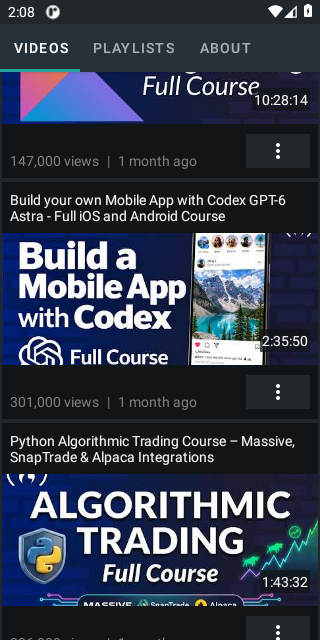 2:08
VIDEOS PLAYLISTS ABOUT
Full Course
10:28:14
147,000 views | 1 month ago
Build your own Mobile App with Codex GPT-6
Astra - Full iOS and Android Course
Build a
Mobile App
with Codex
Full Course
2:35:50
301,000 views | 1 month ago
Python Algorithmic Trading Course – Massive,
SnapTrade & Alpaca Integrations
ALGORITHMIC
TRADING
Full Course
1:43:32
MASSIVE SnapTrade Alpaca